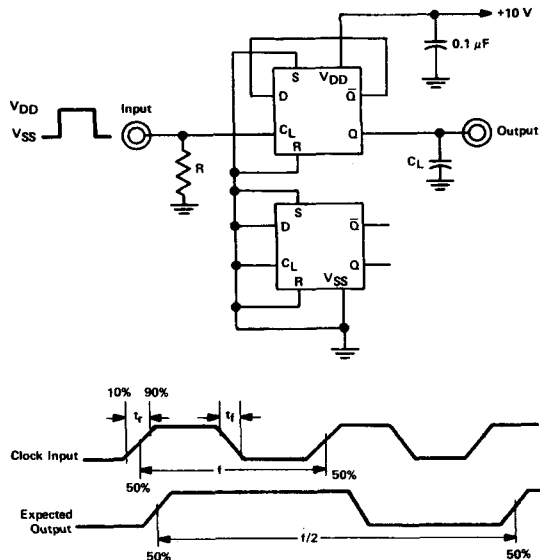 +10 V
0.1 µF
S
VDD
D
Q̅
VDD
VSS
Input
CL
Q
Output
R
R
CL
S
D
Q̅
CL
Q
R
VSS
10% 90%
tr
tf
Clock Input
f
50%
50%
Expected
Output
f/2
50%
50%